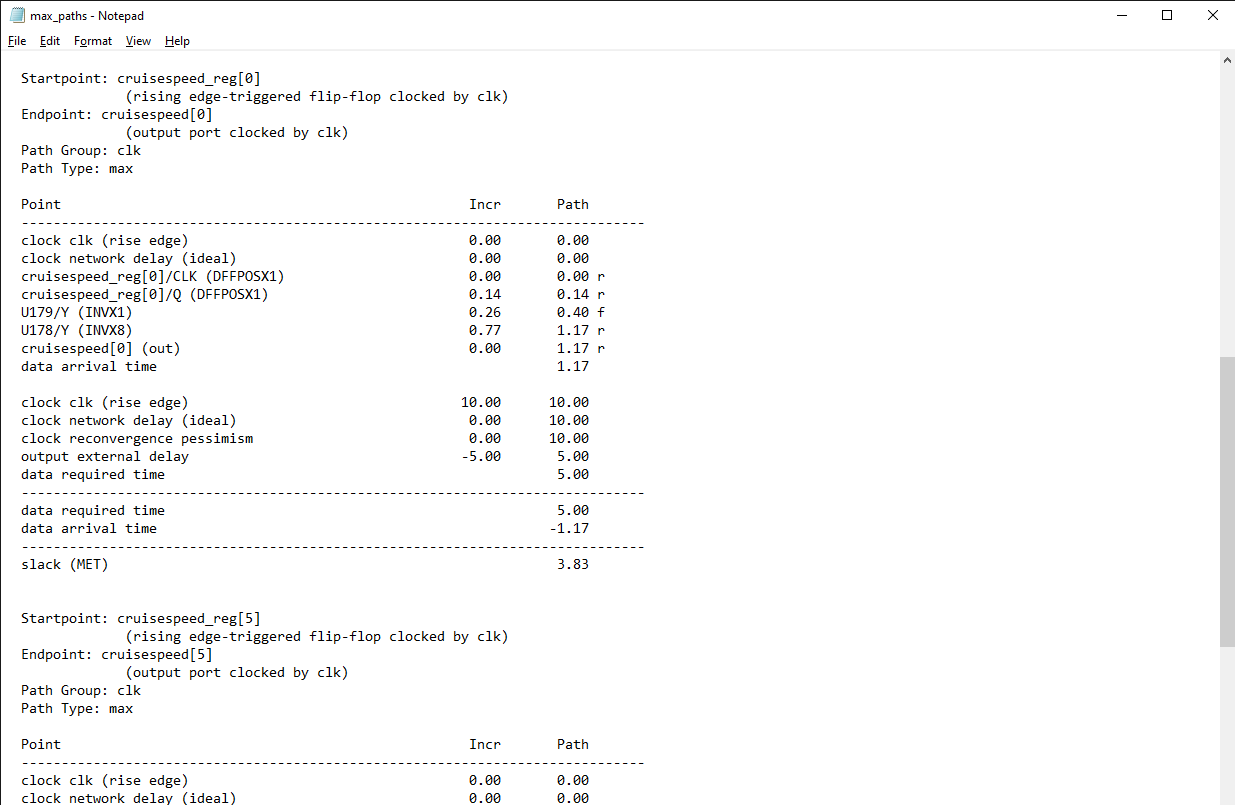 max_paths - Notepad
File Edit Format View Help
Startpoint: cruisespeed_reg[0]
(rising edge-triggered flip-flop clocked by clk)
Endpoint: cruisespeed[0]
(output port clocked by clk)
Path Group: clk
Path Type: max
Point Incr Path
------------------------------------------------------------------------------
clock clk (rise edge) 0.00 0.00
clock network delay (ideal) 0.00 0.00
cruisespeed_reg[0]/CLK (DFFPOSX1) 0.00 0.00 r
cruisespeed_reg[0]/Q (DFFPOSX1) 0.14 0.14 r
U179/Y (INVX1) 0.26 0.40 f
U178/Y (INVX8) 0.77 1.17 r
cruisespeed[0] (out) 0.00 1.17 r
data arrival time 1.17
clock clk (rise edge) 10.00 10.00
clock network delay (ideal) 0.00 10.00
clock reconvergence pessimism 0.00 10.00
output external delay -5.00 5.00
data required time 5.00
------------------------------------------------------------------------------
data required time 5.00
data arrival time -1.17
------------------------------------------------------------------------------
slack (MET) 3.83
Startpoint: cruisespeed_reg[5]
(rising edge-triggered flip-flop clocked by clk)
Endpoint: cruisespeed[5]
(output port clocked by clk)
Path Group: clk
Path Type: max
Point Incr Path
------------------------------------------------------------------------------
clock clk (rise edge) 0.00 0.00
clock network delay (ideal) 0.00 0.00